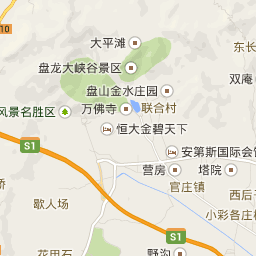 大平滩
东长
盘龙大峡谷景区
双庵
盘山金水庄园
风景名胜区
万佛寺
联合村
恒大金碧天下
S1
安第斯国际会
营房
塔院
桥
官庄镇
歇人场
西后
小彩各庄
S1
野沟
花甲石